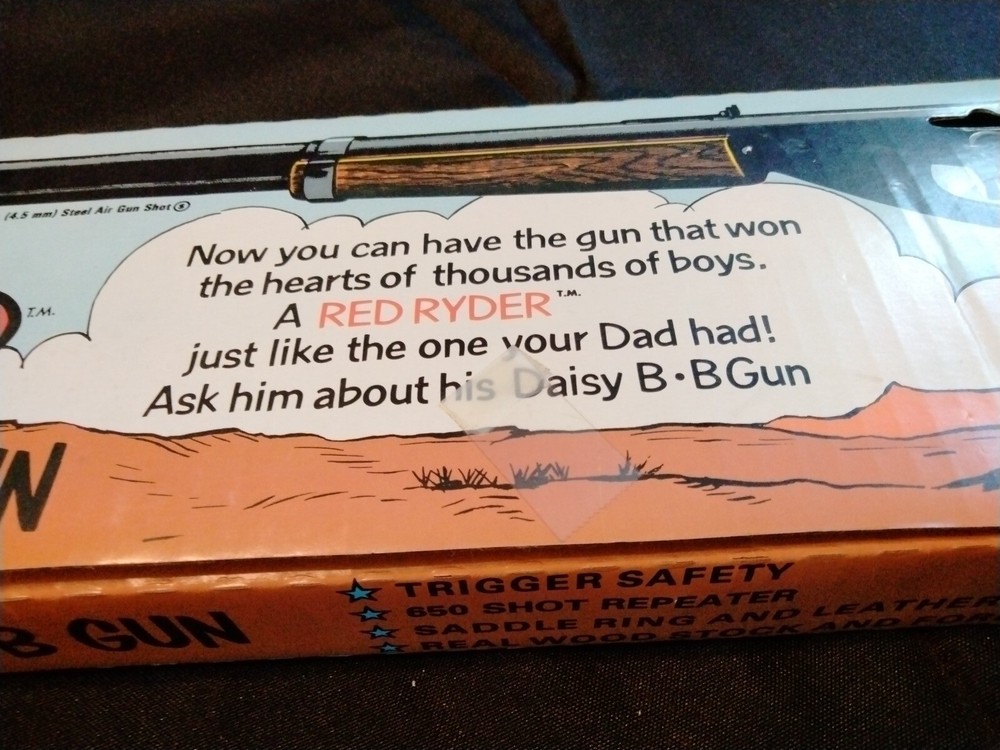 (4.5 mm) Steel Air Gun Shot Ⓢ
T.M.
Now you can have the gun that won
the hearts of thousands of boys.
A RED RYDER T.M.
just like the one your Dad had!
Ask him about his Daisy B•B Gun
B GUN
TRIGGER SAFETY
650 SHOT REPEATER
SADDLE RING AND LEATHER
REAL WOOD STOCK AND